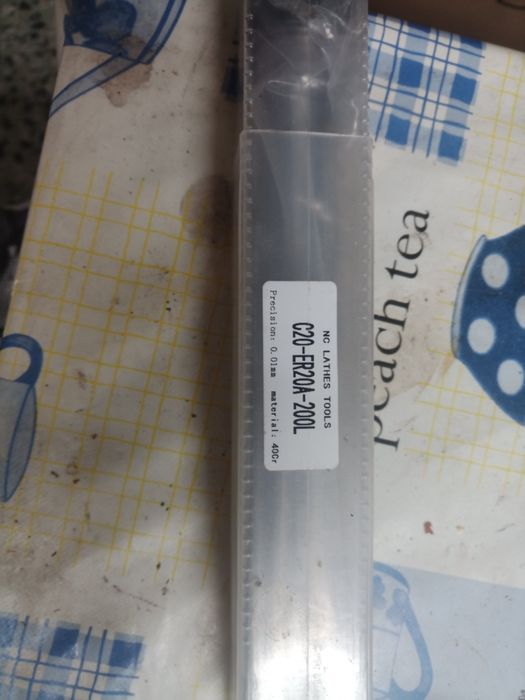 NC LATHES TOOLS
C20-ER20A-200L
Precision: 0.01mm material: 40Cr
peach tea